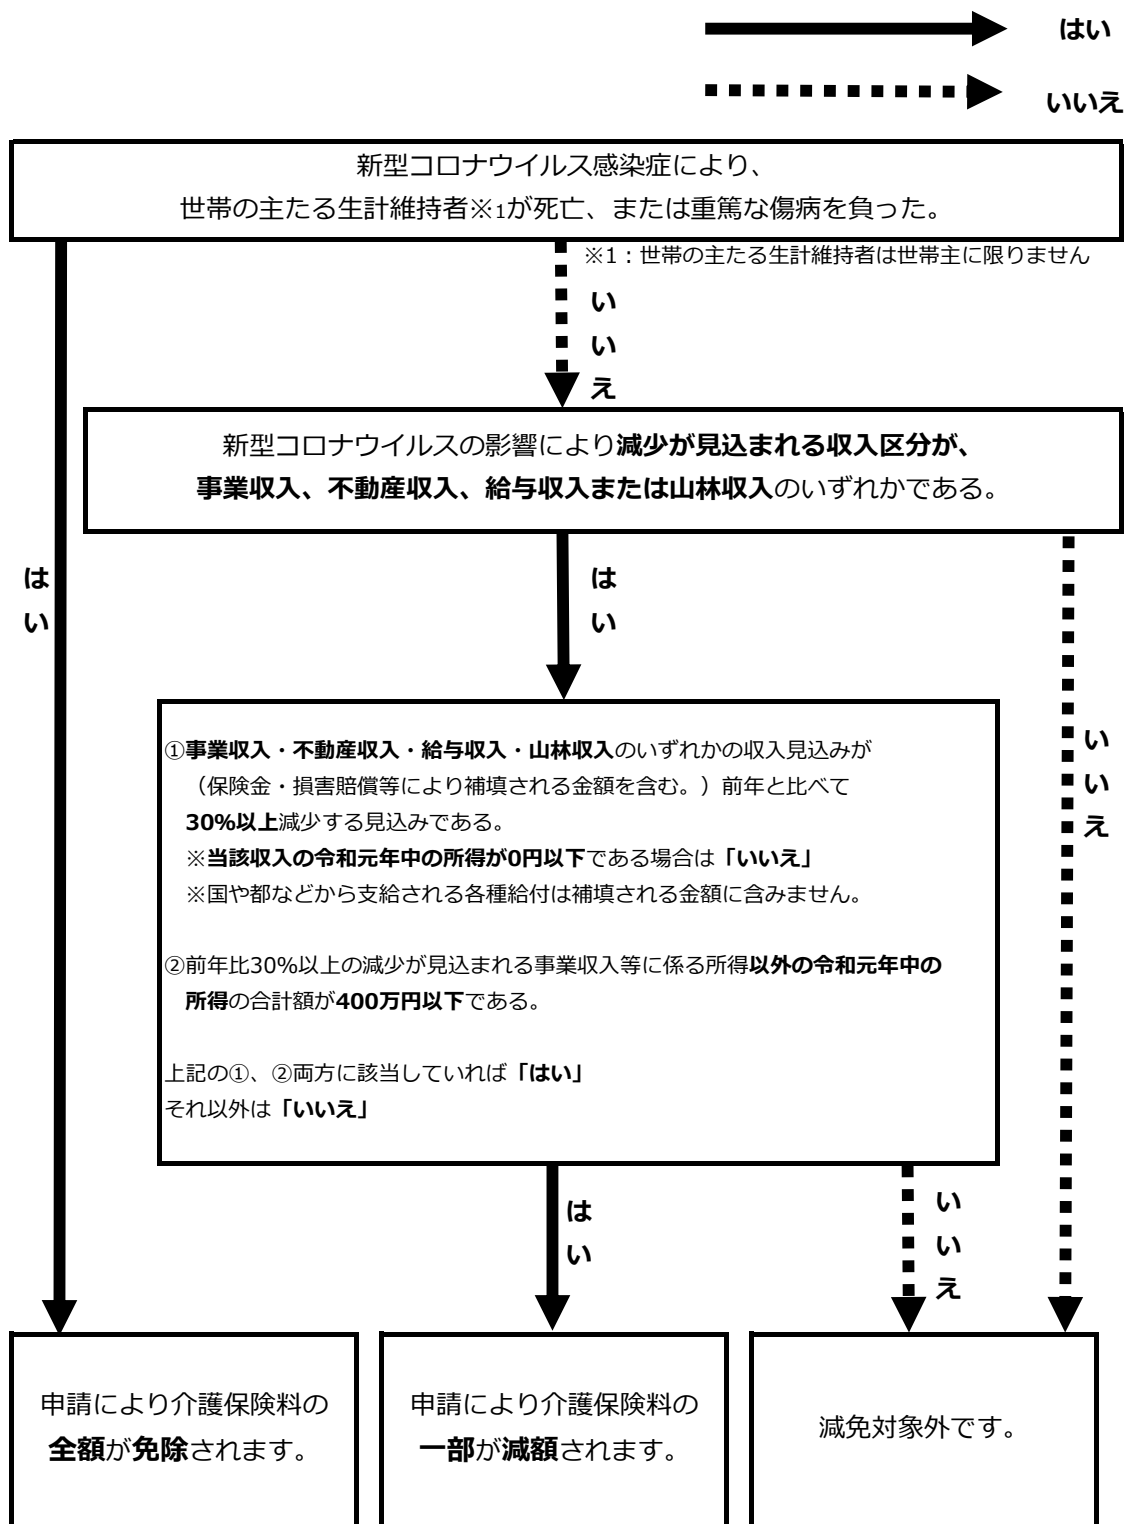 はい
いいえ
新型コロナウイルス感染症により、
世帯の主たる生計維持者※1が死亡、または重篤な傷病を負った。
※1：世帯の主たる生計維持者は世帯主に限りません
いいえ
新型コロナウイルスの影響により減少が見込まれる収入区分が、
事業収入、不動産収入、給与収入または山林収入のいずれかである。
はい
はい
いいえ
①事業収入・不動産収入・給与収入・山林収入のいずれかの収入見込みが
（保険金・損害賠償等により補填される金額を含む。）前年と比べて
30%以上減少する見込みである。
※当該収入の令和元年中の所得が0円以下である場合は「いいえ」
※国や都などから支給される各種給付は補填される金額に含みません。
②前年比30%以上の減少が見込まれる事業収入等に係る所得以外の令和元年中の
所得の合計額が400万円以下である。
上記の①、②両方に該当していれば「はい」
それ以外は「いいえ」
はい
いいえ
申請により介護保険料の
全額が免除されます。
申請により介護保険料の
一部が減額されます。
減免対象外です。